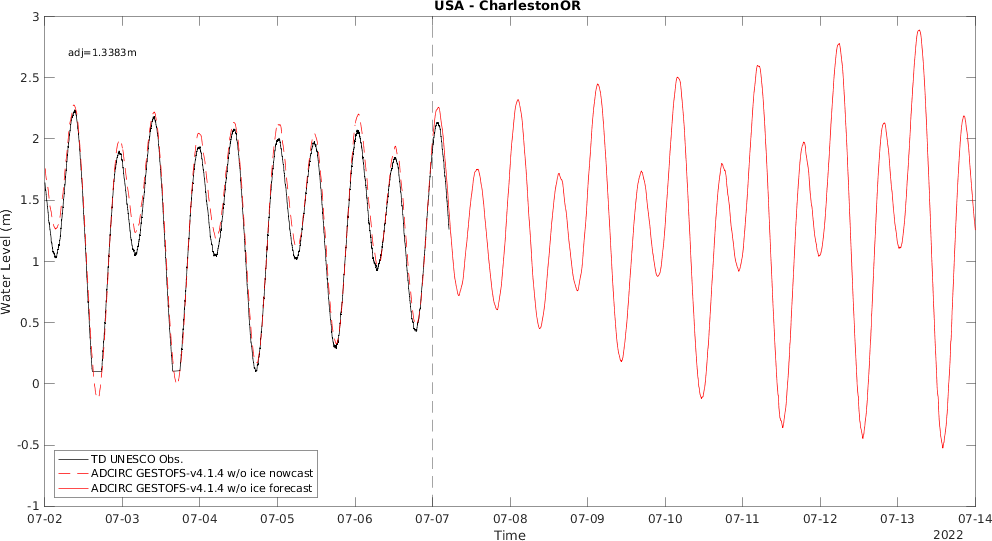 USA - CharlestonOR
adj=1.3383m
3
2.5
2
1.5
1
0.5
0
-0.5
-1
Water Level (m)
TD UNESCO Obs.
ADCIRC GESTOFS-v4.1.4 w/o ice nowcast
ADCIRC GESTOFS-v4.1.4 w/o ice forecast
07-02 07-03 07-04 07-05 07-06 07-07 07-08 07-09 07-10 07-11 07-12 07-13 07-14
Time
2022